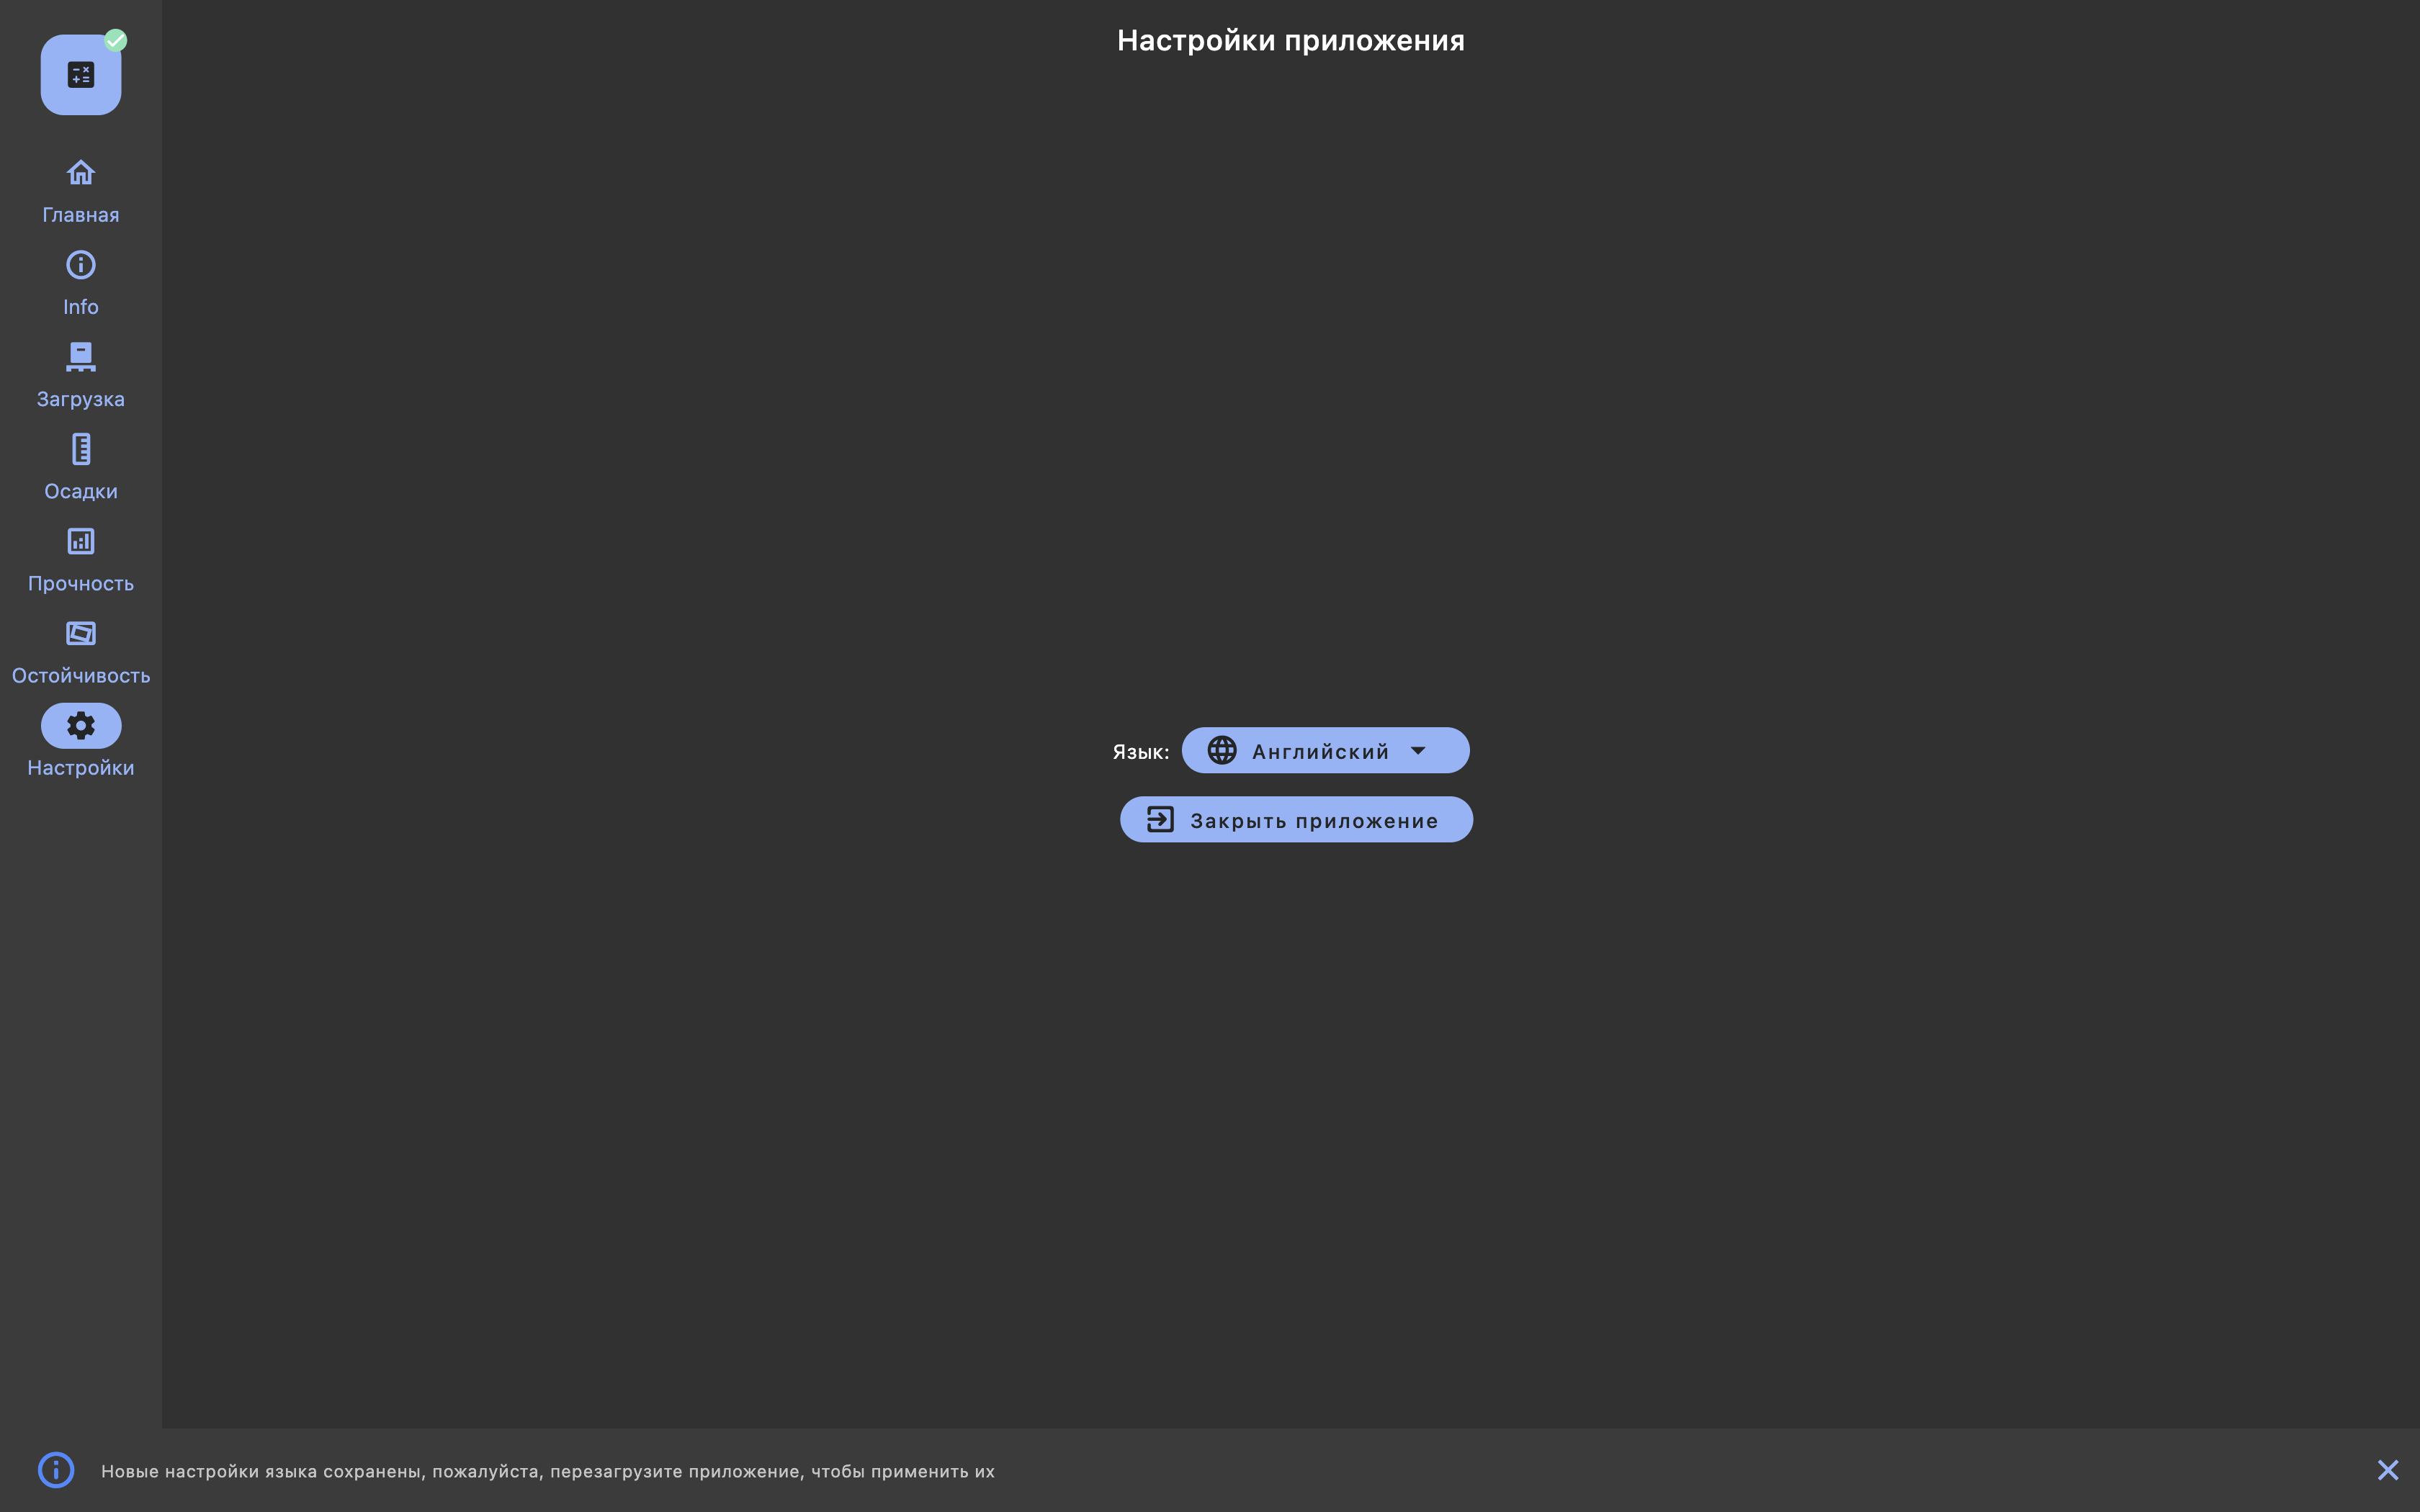 Настройки приложения
Главная
Info
Загрузка
Осадки
Прочность
Остойчивость
Настройки
Язык:
Английский
Закрыть приложение
Новые настройки языка сохранены, пожалуйста, перезагрузите приложение, чтобы применить их